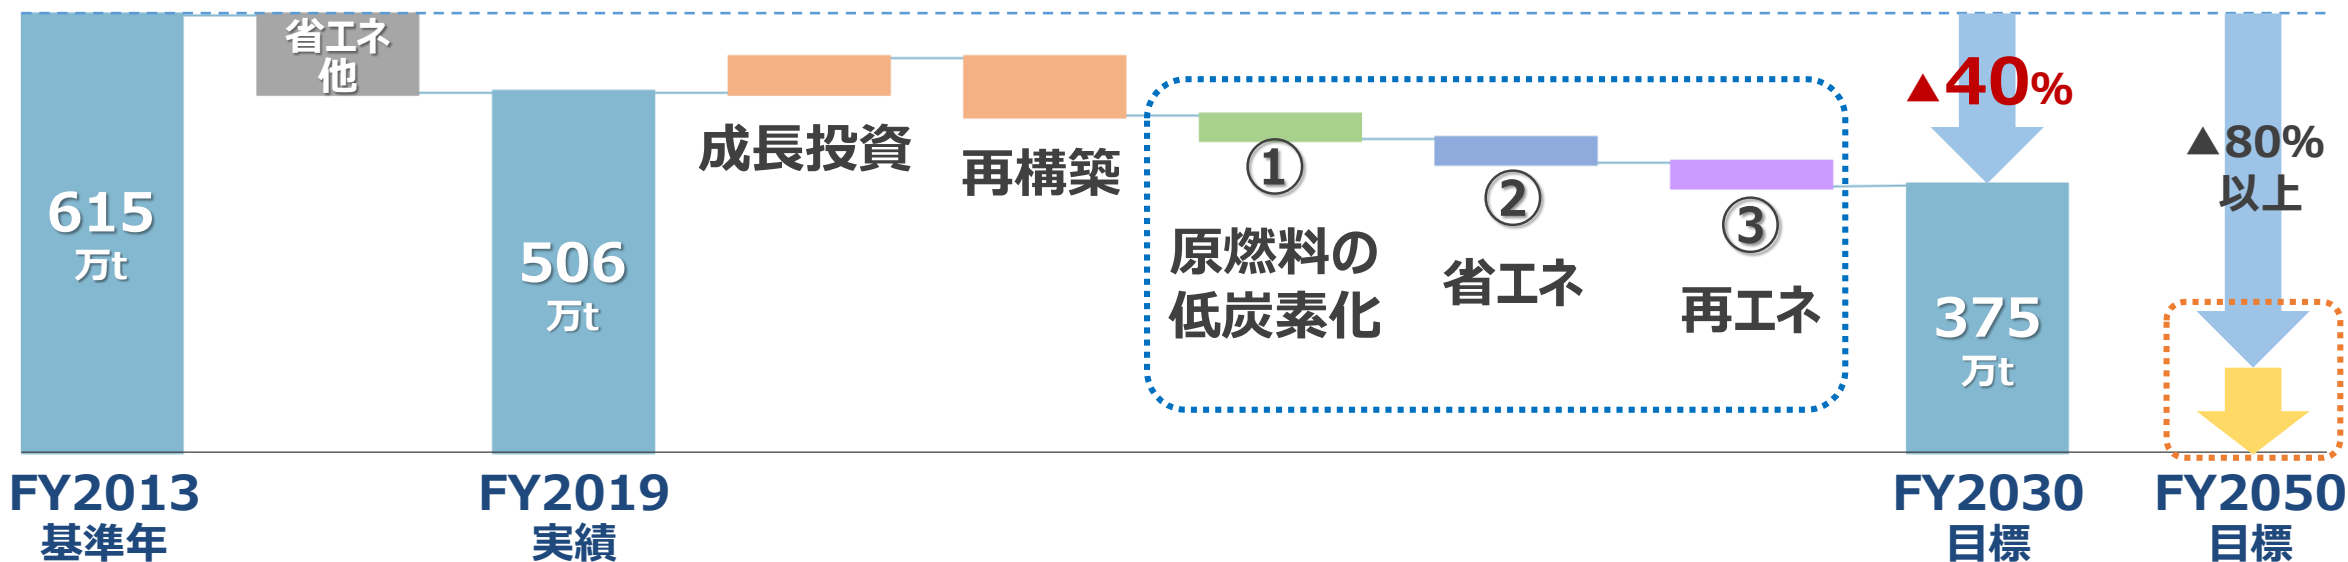 省エネ
他
615
万t
506
万t
成長投資
再構築
①
原燃料の
低炭素化
②
省エネ
③
再エネ
▲40%
375
万t
▲80%
以上
FY2013
基準年
FY2019
実績
FY2030
目標
FY2050
目標